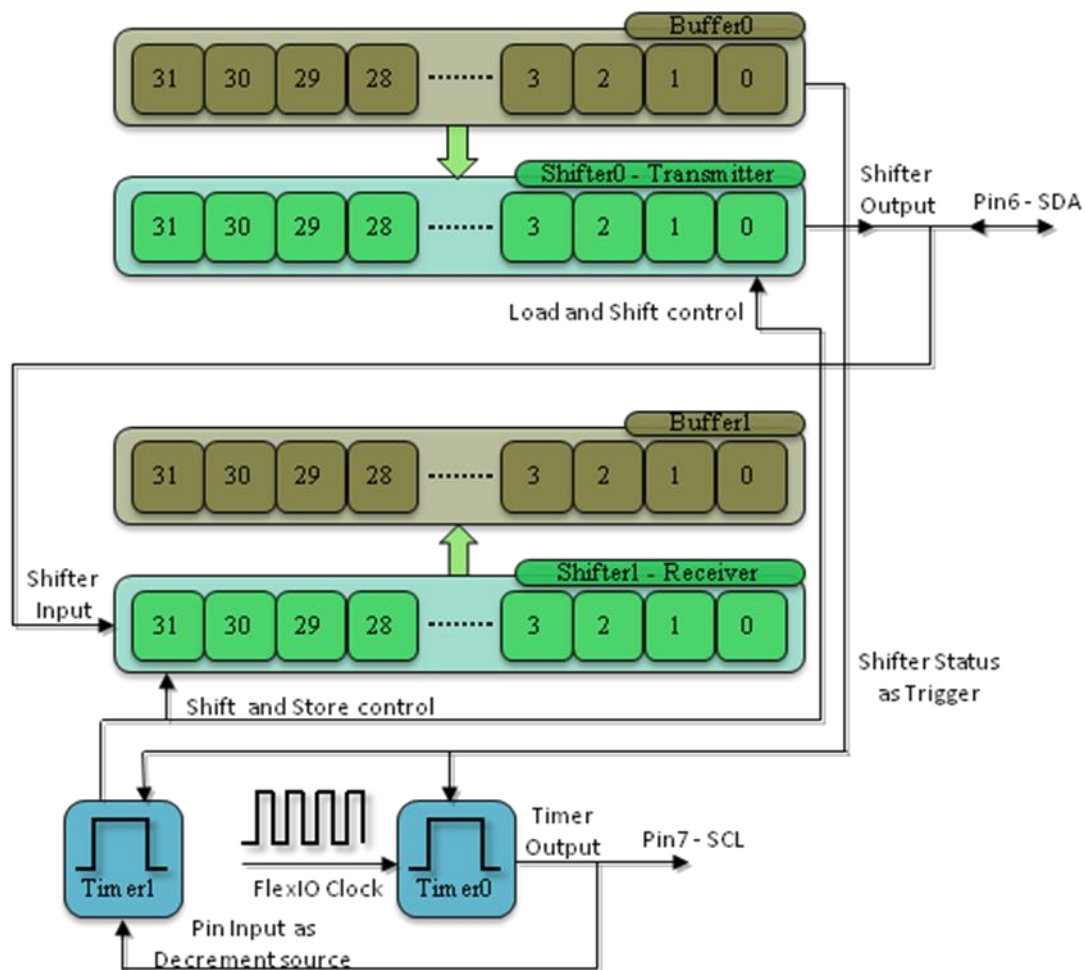 Buffer0
31 30 29 28 ........ 3 2 1 0
Shifter0 - Transmitter
31 30 29 28 ........ 3 2 1 0
Shifter
Output
Pin6 - SDA
Load and Shift control
Buffer1
31 30 29 28 ........ 3 2 1 0
Shifter
Input
Shifter1 - Receiver
31 30 29 28 ........ 3 2 1 0
Shift and Store control
Shifter Status
as Trigger
Timer1
FlexIO Clock
Timer0
Timer
Output
Pin7 - SCL
Pin Input as
Decrement source